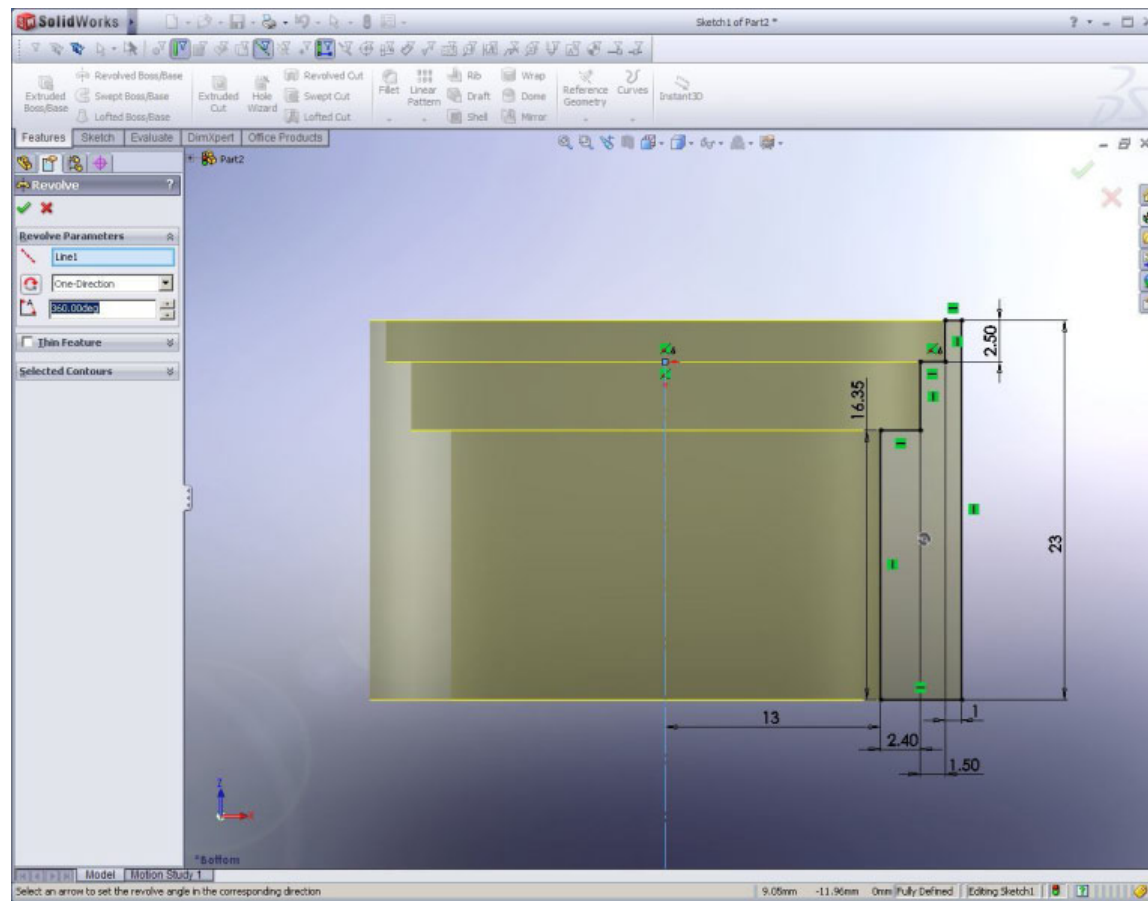 SolidWorks
Sketch1 of Part2 *
Extruded Boss/Base
Revolved Boss/Base
Swept Boss/Base
Lofted Boss/Base
Extruded Cut
Hole Wizard
Revolved Cut
Swept Cut
Lofted Cut
Fillet
Linear Pattern
Rib
Draft
Shell
Wrap
Dome
Mirror
Reference Geometry
Curves
Instant3D
Features
Sketch
Evaluate
DimXpert
Office Products
Part2
Revolve
?
Revolve Parameters
Line1
One-Direction
360.00deg
Thin Feature
Selected Contours
2.50
16.35
23
13
1
2.40
1.50
Z
X
*Bottom
Model
Motion Study 1
Select an arrow to set the revolve angle in the corresponding direction
9.05mm
-11.96mm
0mm
Fully Defined
Editing Sketch1